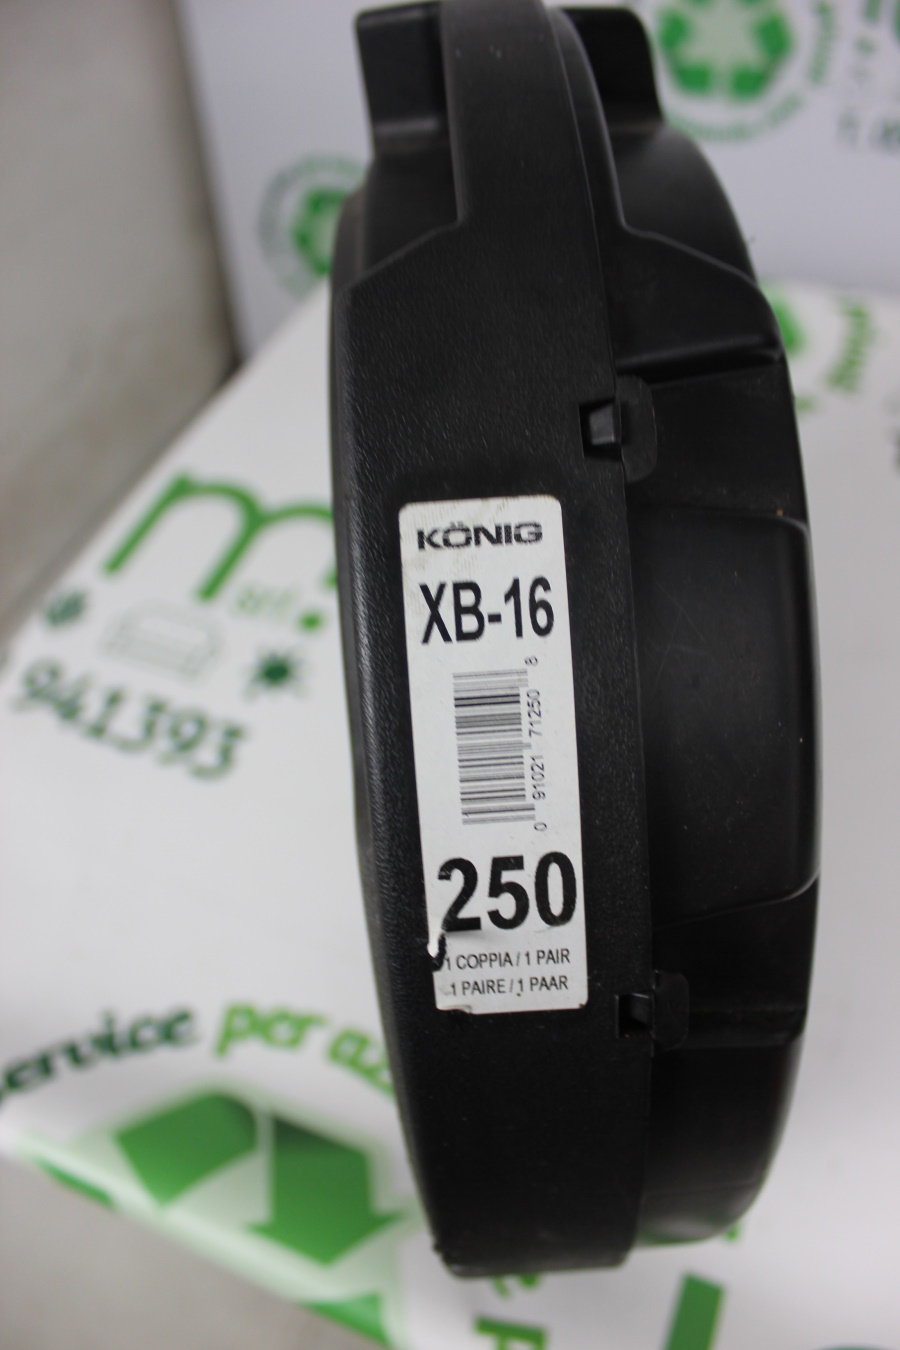 KÖNIG
XB-16
0 91021 71250 8
250
1 COPPIA / 1 PAIR
1 PAIRE / 1 PAAR
m.
srl
941393
service per